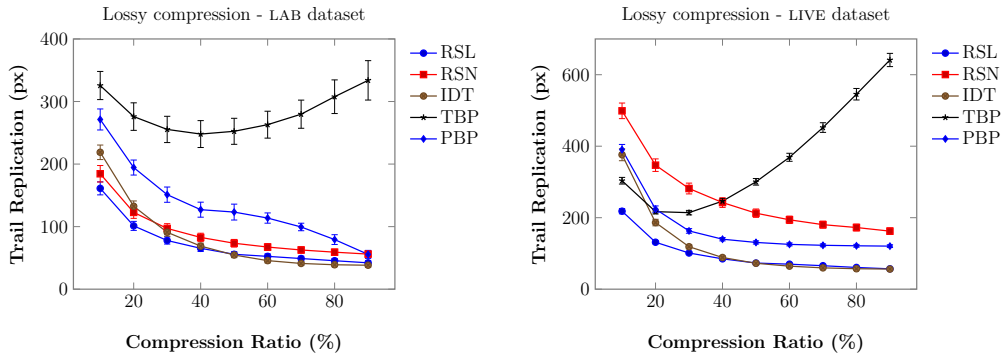 Lossy compression - LAB dataset
400
300
200
100
0
20
40
60
80
Trail Replication (px)
Compression Ratio (%)
RSL
RSN
IDT
TBP
PBP
Lossy compression - LIVE dataset
600
400
200
0
20
40
60
80
Trail Replication (px)
Compression Ratio (%)
RSL
RSN
IDT
TBP
PBP